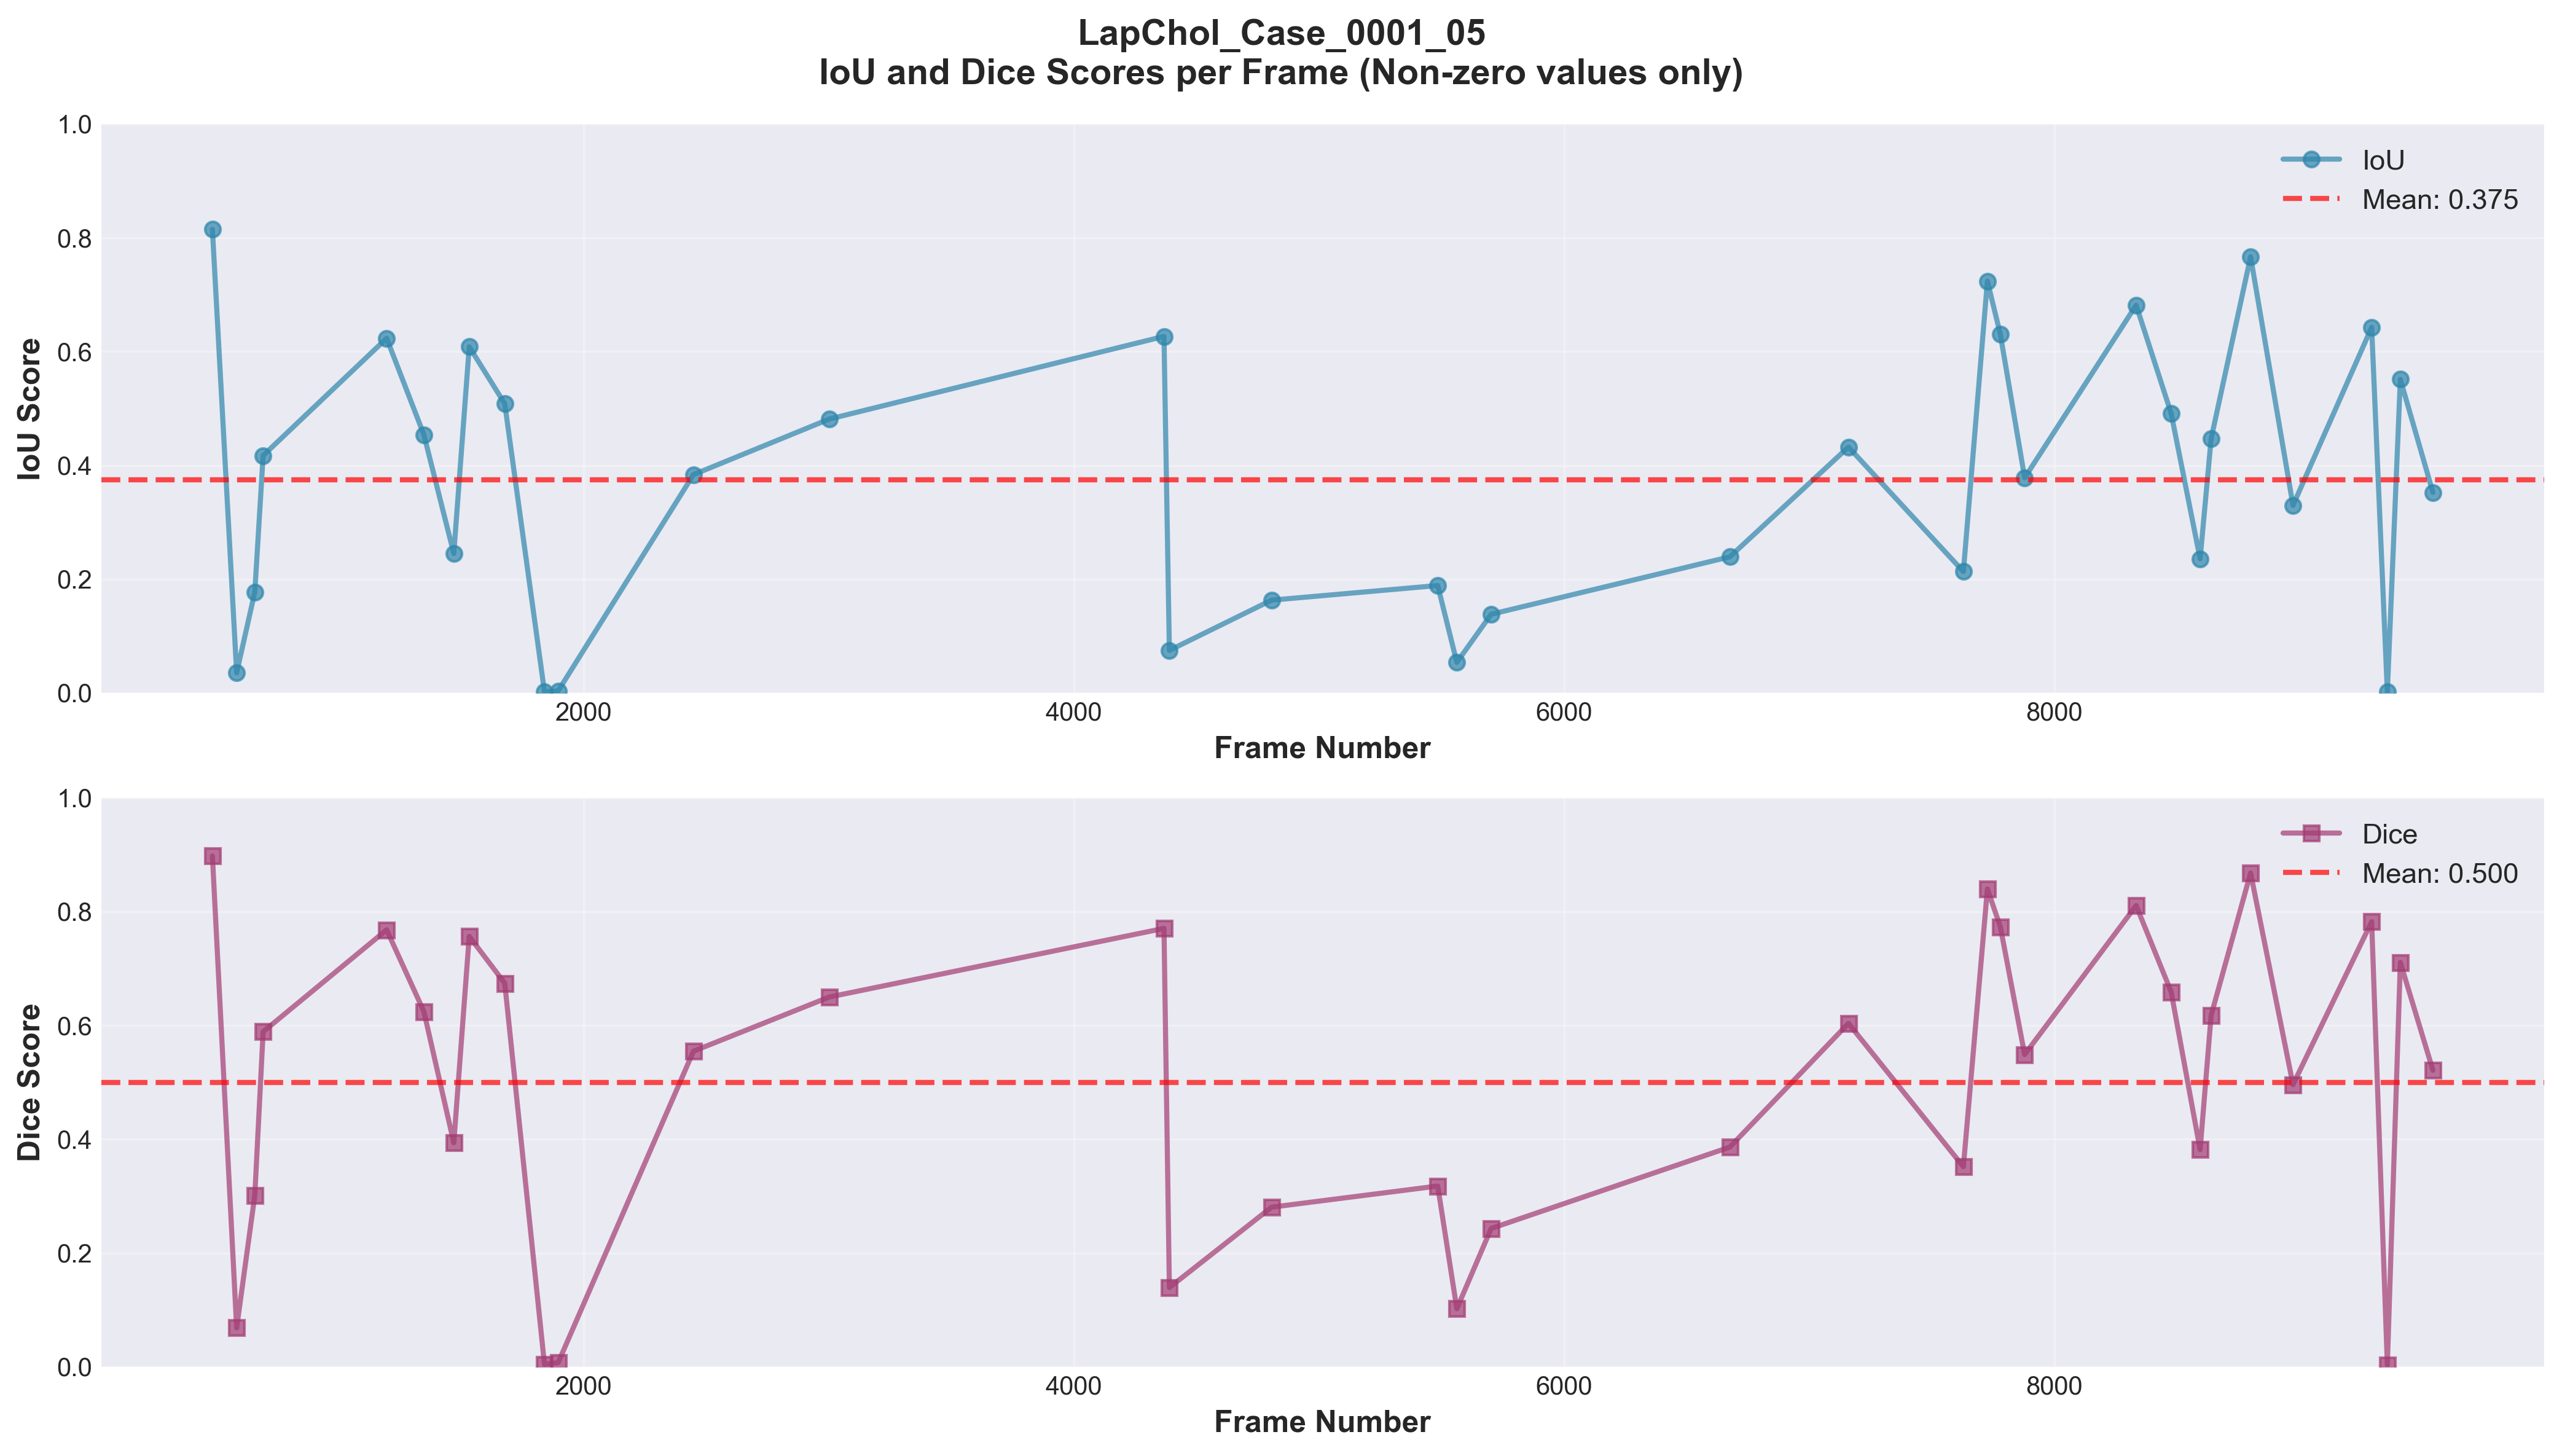 LapChol_Case_0001_05
IoU and Dice Scores per Frame (Non-zero values only)
1.0
0.8
0.6
0.4
0.2
0.0
IoU Score
IoU
Mean: 0.375
2000
4000
6000
8000
Frame Number
1.0
0.8
0.6
0.4
0.2
0.0
Dice Score
Dice
Mean: 0.500
2000
4000
6000
8000
Frame Number